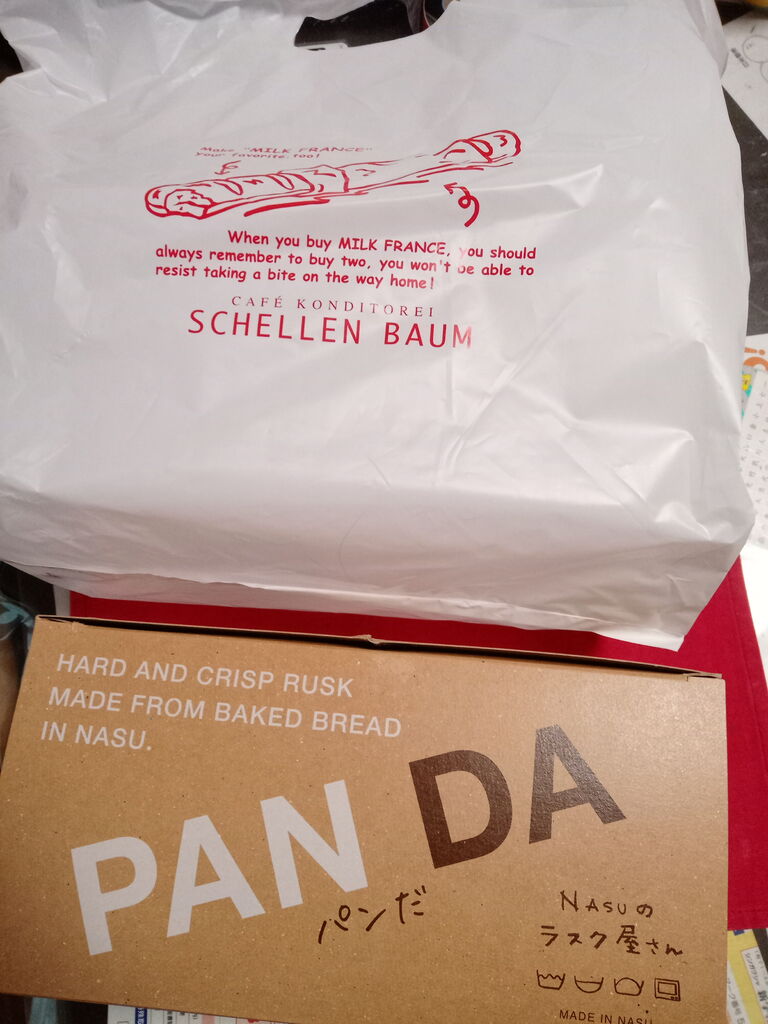 Make "MILK FRANCE"
your favorite, too!
When you buy MILK FRANCE, you should
always remember to buy two, you won't be able to
resist taking a bite on the way home!
CAFÉ KONDITOREI
SCHELLEN BAUM
HARD AND CRISP RUSK
MADE FROM BAKED BREAD
IN NASU.
PAN DA
パンだ
NASUの
ラスク屋さん
MADE IN NASU